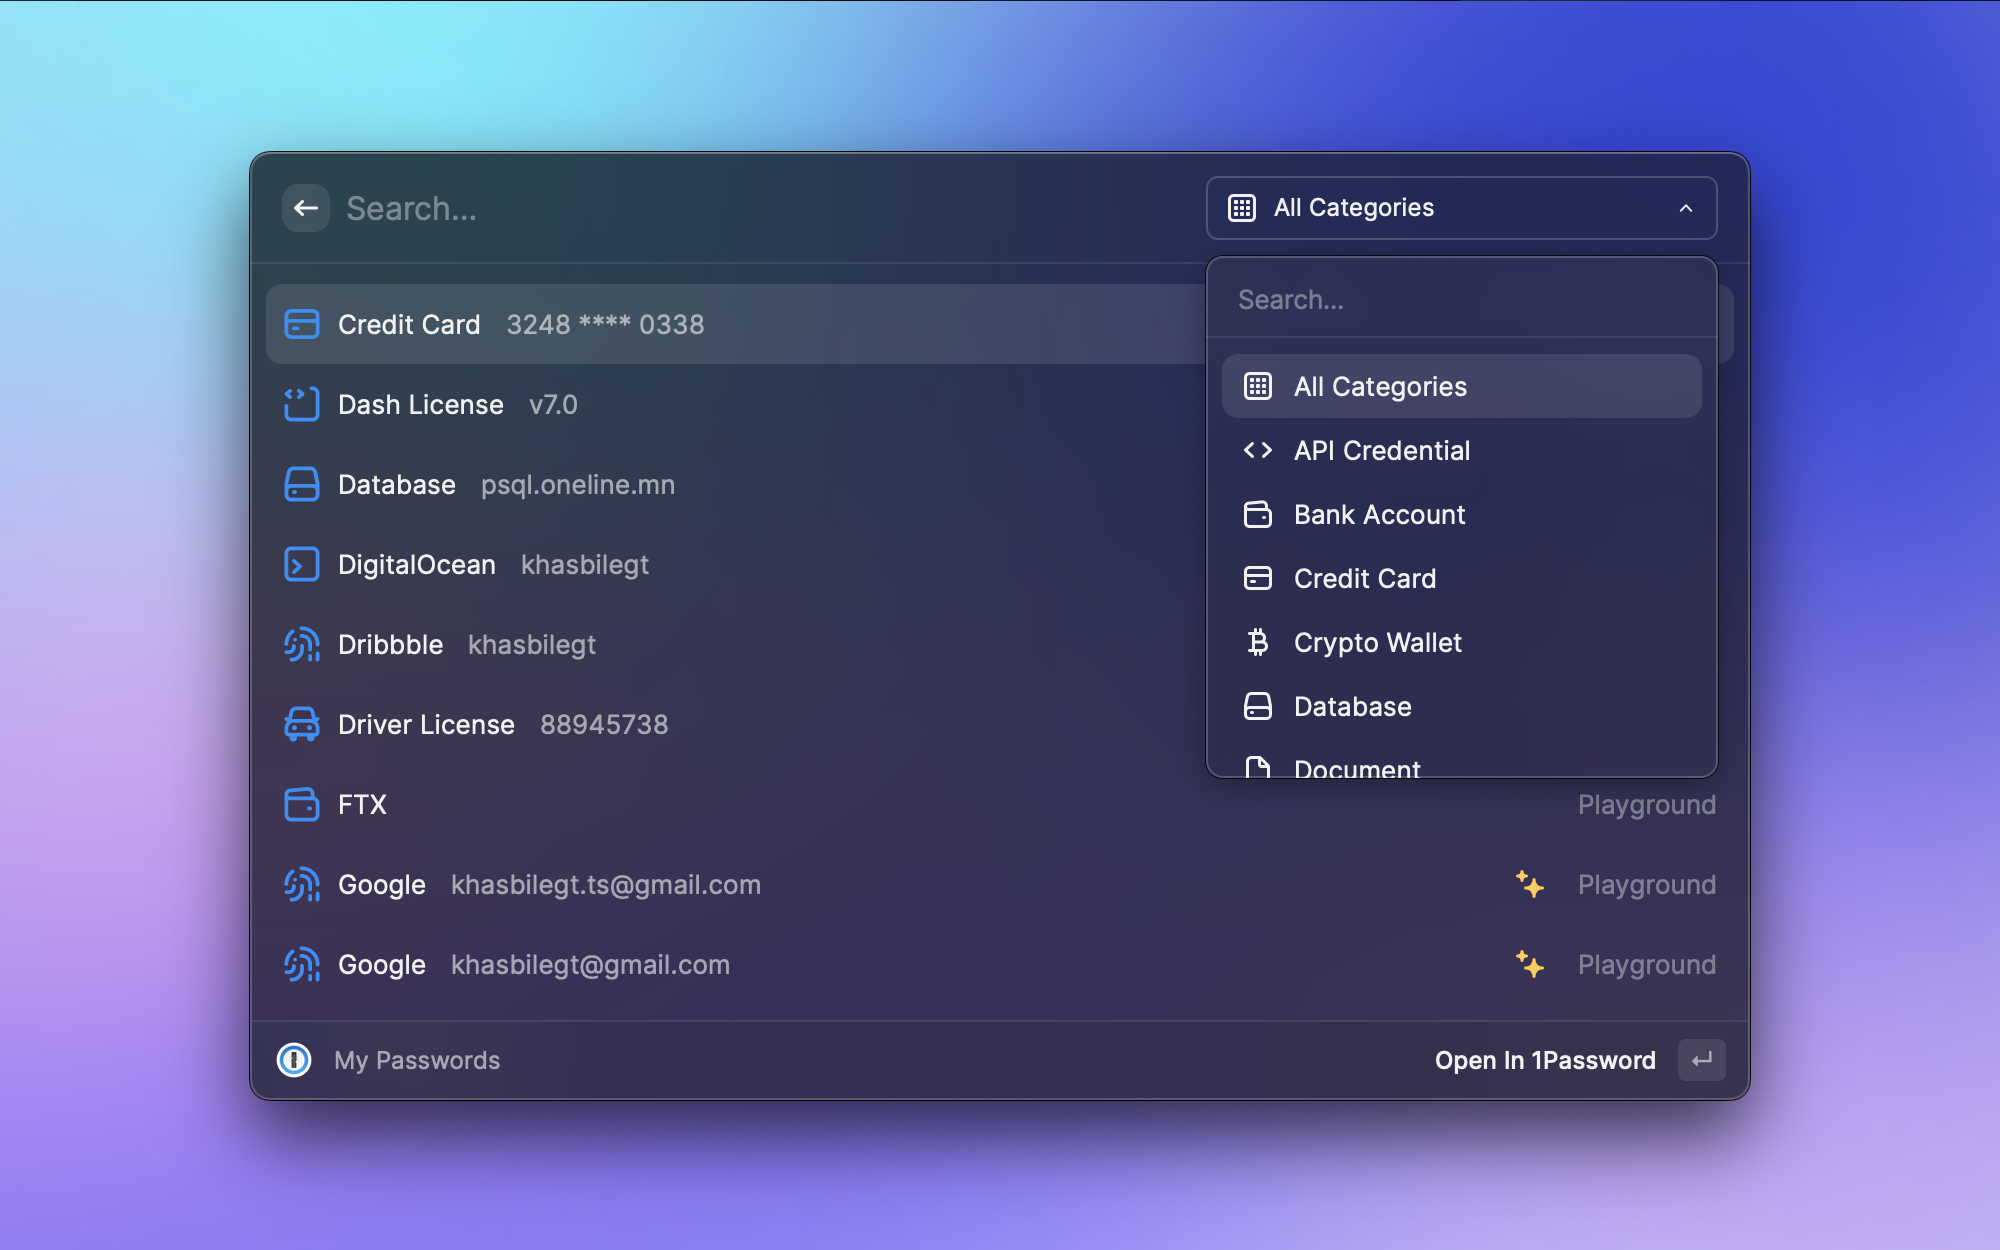 Search...
All Categories
Search...
All Categories
API Credential
Bank Account
Credit Card
Crypto Wallet
Database
Document
Credit Card 3248 **** 0338
Dash License v7.0
Database psql.oneline.mn
DigitalOcean khasbilegt
Dribbble khasbilegt
Driver License 88945738
FTX Playground
Google khasbilegt.ts@gmail.com Playground
Google khasbilegt@gmail.com Playground
My Passwords Open In 1Password